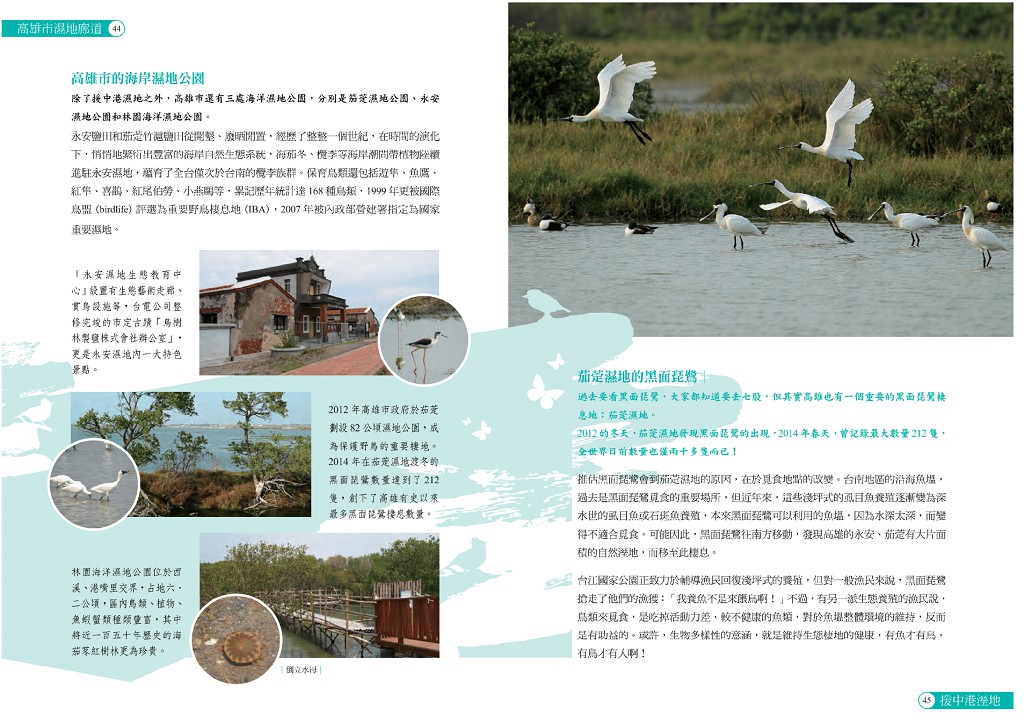 高雄市濕地廊道 44
高雄市的海岸濕地公園
除了援中港濕地之外，高雄市還有三處海洋濕地公園，分別是茄萣濕地公園、永安
濕地公園和林園海洋濕地公園。
永安鹽田和茄萣竹滬鹽田從開墾、廢晒閒置，經歷了整整一個世紀，在時間的演化
下，悄悄地聚衍出豐富的海岸自然生態系統，海茄冬、欖李等海岸潮間帶植物陸續
進駐永安濕地，蘊育了全台僅次於台南的欖李族群。保育鳥類還包括遊隼、魚鷹、
紅隼、喜鵲、紅尾伯勞、小燕鷗等，累記歷年統計達 168 種鳥類，1999 年更被國際
鳥盟 (birdlife) 評選為重要野鳥棲息地 (IBA)，2007 年被內政部營建署指定為國家
重要濕地。
「永安濕地生態教育中
心」設置有生態藝術走廊、
賞鳥設施等，台電公司整
修完竣的市定古蹟「烏樹
林製鹽株式會社辦公室」，
更是永安濕地內一大特色
景點。
2012 年高雄市政府於茄萣
劃設 82 公頃濕地公園，成
為保護野鳥的重要棲地。
2014 年在茄萣濕地渡冬的
黑面琵鷺數量達到了 212
隻，創下了高雄有史以來
最多黑面琵鷺棲息數量。
林園海洋濕地公園位於西
溪、港嘴里交界，占地六．
二公頃，區內鳥類、植物、
魚蝦蟹類種類豐富，其中
將近一百五十年歷史的海
茄苳紅樹林更為珍貴。
｜倒立水母｜
茄萣濕地的黑面琵鷺｜
過去要看黑面琵鷺，大家都知道要去七股，但其實高雄也有一個重要的黑面琵鷺棲
息地：茄萣濕地。
2012 的冬天，茄萣濕地發現黑面琵鷺的出現，2014 年春天，曾記錄最大數量 212 隻，
全世界目前數量也僅兩千多隻而已！
推估黑面琵鷺會到茄萣濕地的原因，在於覓食地點的改變。台南地區的沿海魚塭，
過去是黑面琵鷺覓食的重要場所，但近年來，這些淺坪式的虱目魚養殖逐漸變為深
水世的虱目魚或石斑魚養殖，本來黑面琵鷺可以利用的魚塭，因為水深太深，而變
得不適合覓食。可能因此，黑面琵鷺往南方移動，發現高雄的永安、茄萣有大片面
積的自然溼地，而移至此棲息。
台江國家公園正致力於輔導漁民回復淺坪式的養殖，但對一般漁民來說，黑面琵鷺
搶走了他們的漁獲：「我養魚不是來餵鳥啊！」不過，有另一派生態養殖的漁民說，
鳥類來覓食，是吃掉活動力差、較不健康的魚類，對於魚塭整體環境的維持，反而
是有助益的。或許，生物多樣性的意涵，就是維持生態棲地的健康，有魚才有鳥，
有鳥才有人啊！
45 援中港溼地